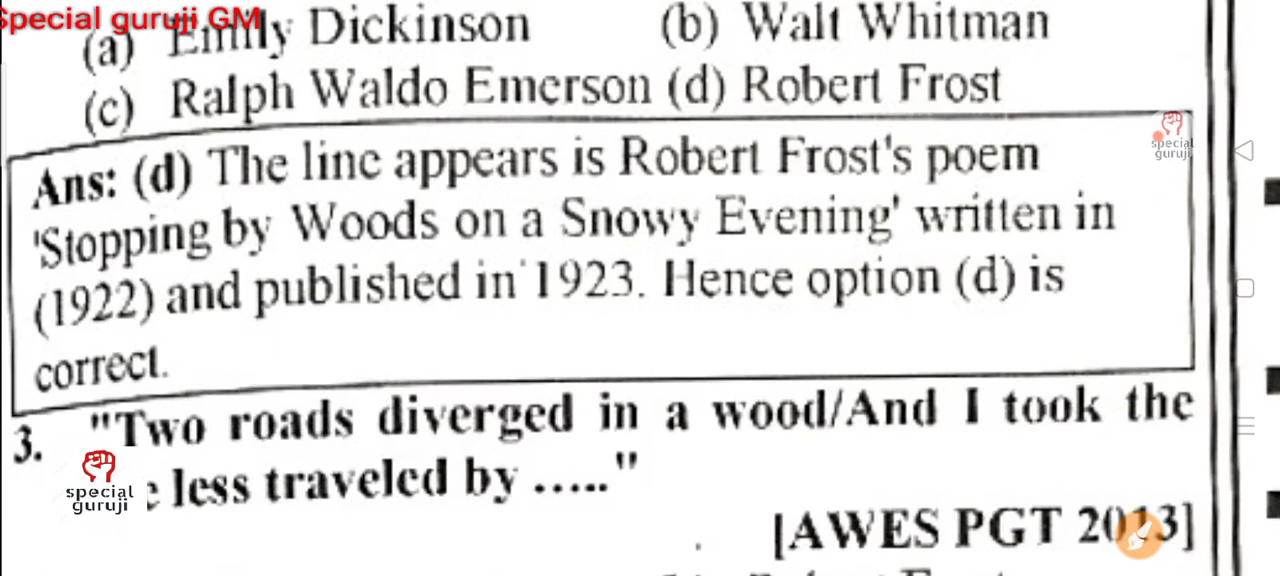 Special guruji GM
(a) Emily Dickinson (b) Walt Whitman
(c) Ralph Waldo Emerson (d) Robert Frost
special
guruji
Ans: (d) The line appears is Robert Frost's poem
'Stopping by Woods on a Snowy Evening' written in
(1922) and published in 1923. Hence option (d) is
correct.
3. "Two roads diverged in a wood/And I took the
less traveled by ....."
special
guruji
[AWES PGT 2013]